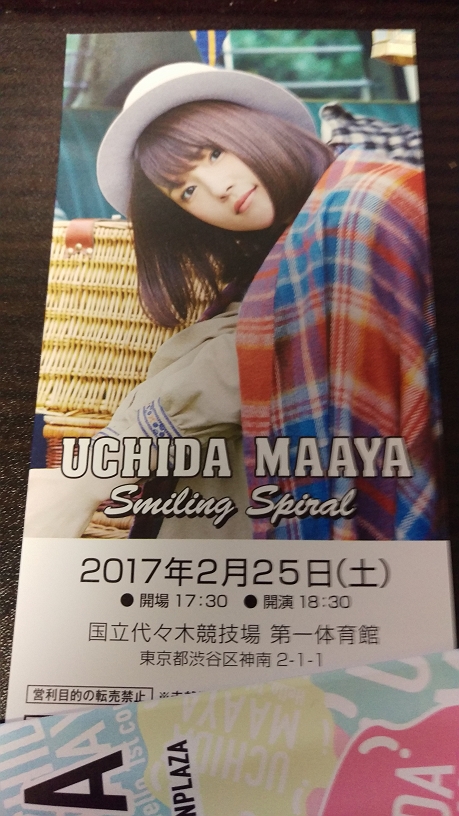 UCHIDA MAAYA
Smiling Spiral
2017年2月25日(土)
● 開場 17:30 ● 開演 18:30
国立代々木競技場 第一体育館
東京都渋谷区神南 2-1-1
営利目的の転売禁止
UCHIDA
MAAYA
NPLAZA